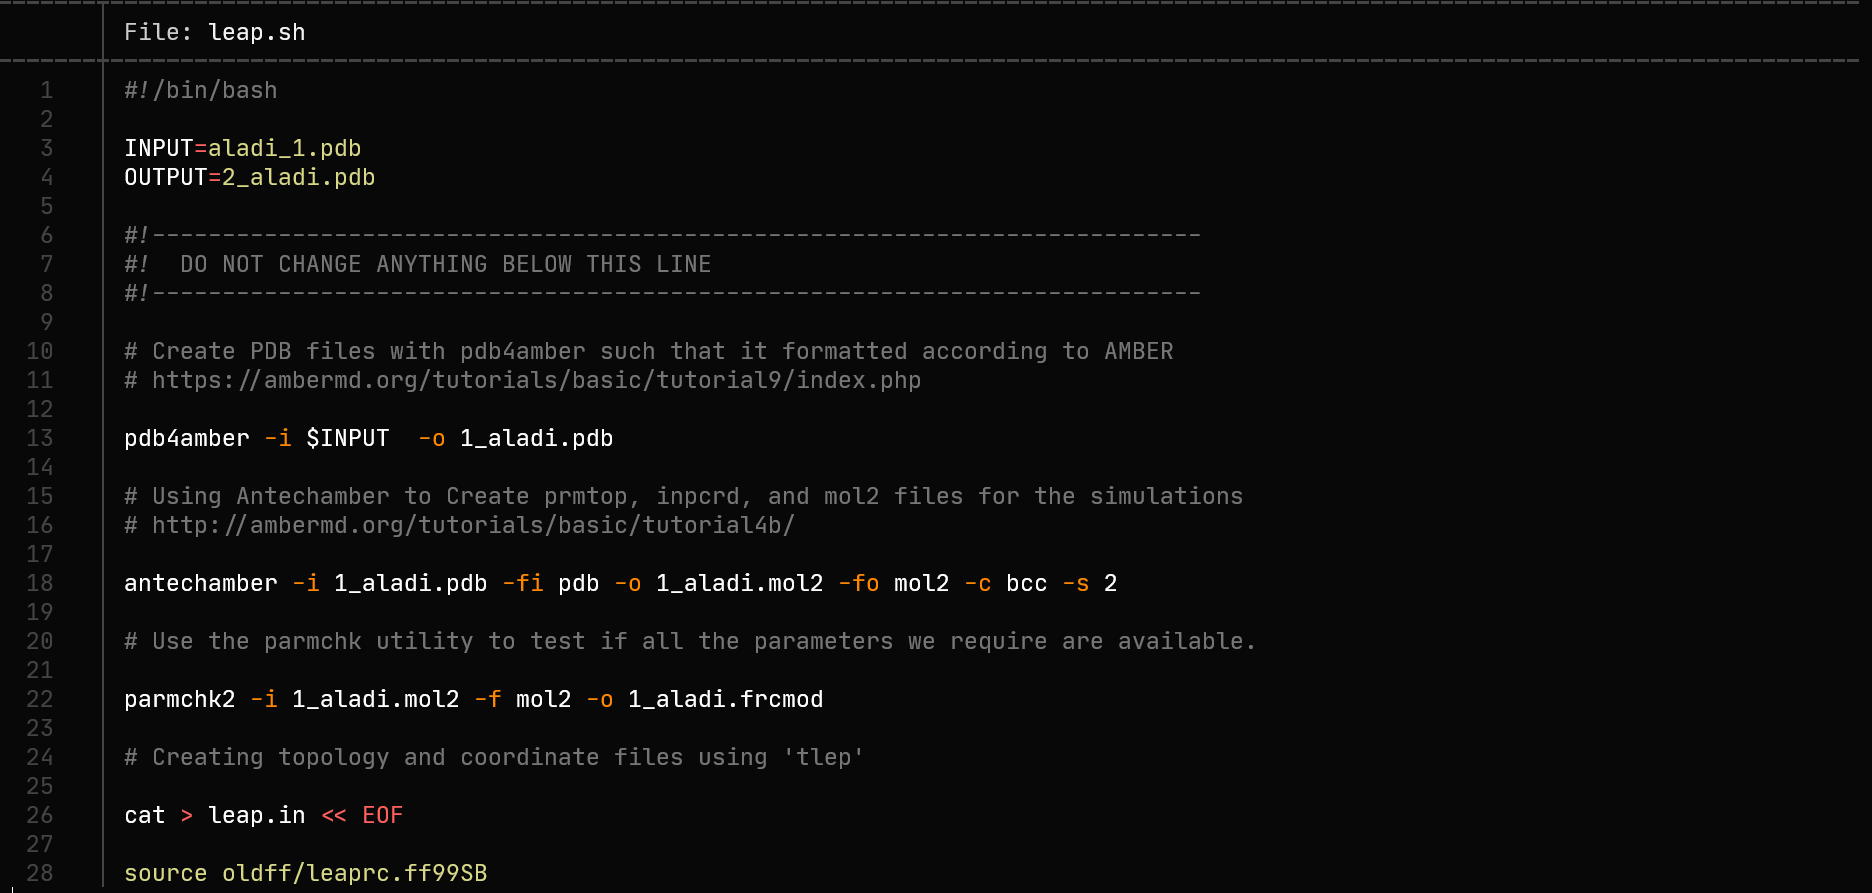 File: leap.sh
1 #!/bin/bash
2
3 INPUT=aladi_1.pdb
4 OUTPUT=2_aladi.pdb
5
6 #!---------------------------------------------------------------------------
7 #!  DO NOT CHANGE ANYTHING BELOW THIS LINE
8 #!---------------------------------------------------------------------------
9
10 # Create PDB files with pdb4amber such that it formatted according to AMBER
11 # https://ambermd.org/tutorials/basic/tutorial9/index.php
12
13 pdb4amber -i $INPUT  -o 1_aladi.pdb
14
15 # Using Antechamber to Create prmtop, inpcrd, and mol2 files for the simulations
16 # http://ambermd.org/tutorials/basic/tutorial4b/
17
18 antechamber -i 1_aladi.pdb -fi pdb -o 1_aladi.mol2 -fo mol2 -c bcc -s 2
19
20 # Use the parmchk utility to test if all the parameters we require are available.
21
22 parmchk2 -i 1_aladi.mol2 -f mol2 -o 1_aladi.frcmod
23
24 # Creating topology and coordinate files using 'tlep'
25
26 cat > leap.in << EOF
27
28 source oldff/leaprc.ff99SB